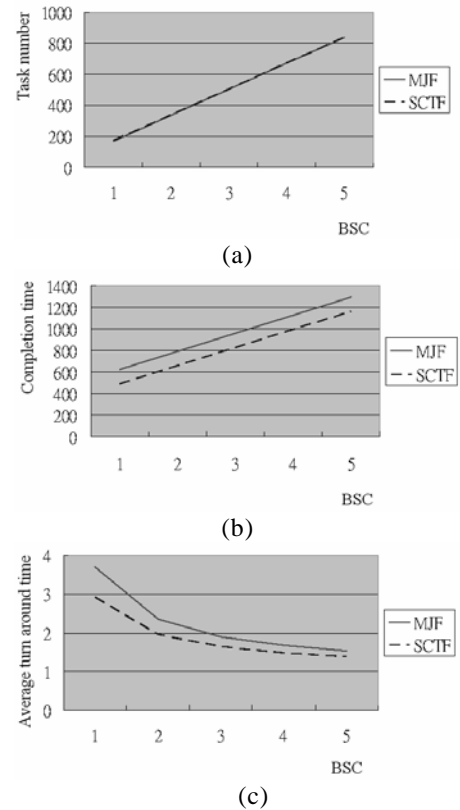 Task number
1000
800
600
400
200
0
1 2 3 4 5
BSC
MJF
SCTF
(a)
Completion time
1400
1200
1000
800
600
400
200
0
1 2 3 4 5
BSC
MJF
SCTF
(b)
Average turn around time
4
3
2
1
0
1 2 3 4 5
BSC
MJF
SCTF
(c)